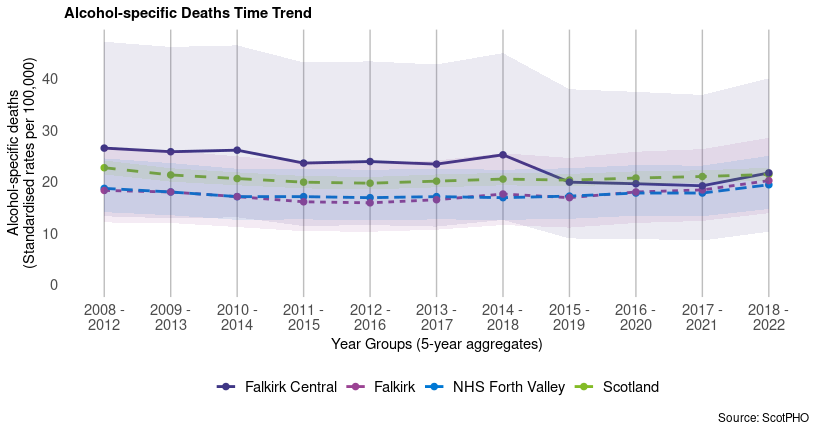 Alcohol-specific Deaths Time Trend
Alcohol-specific deaths
(Standardised rates per 100,000)
40
30
20
10
0
2008 - 2009 - 2010 - 2011 - 2012 - 2013 - 2014 - 2015 - 2016 - 2017 - 2018 -
2012 2013 2014 2015 2016 2017 2018 2019 2020 2021 2022
Year Groups (5-year aggregates)
Falkirk Central Falkirk NHS Forth Valley Scotland
Source: ScotPHO